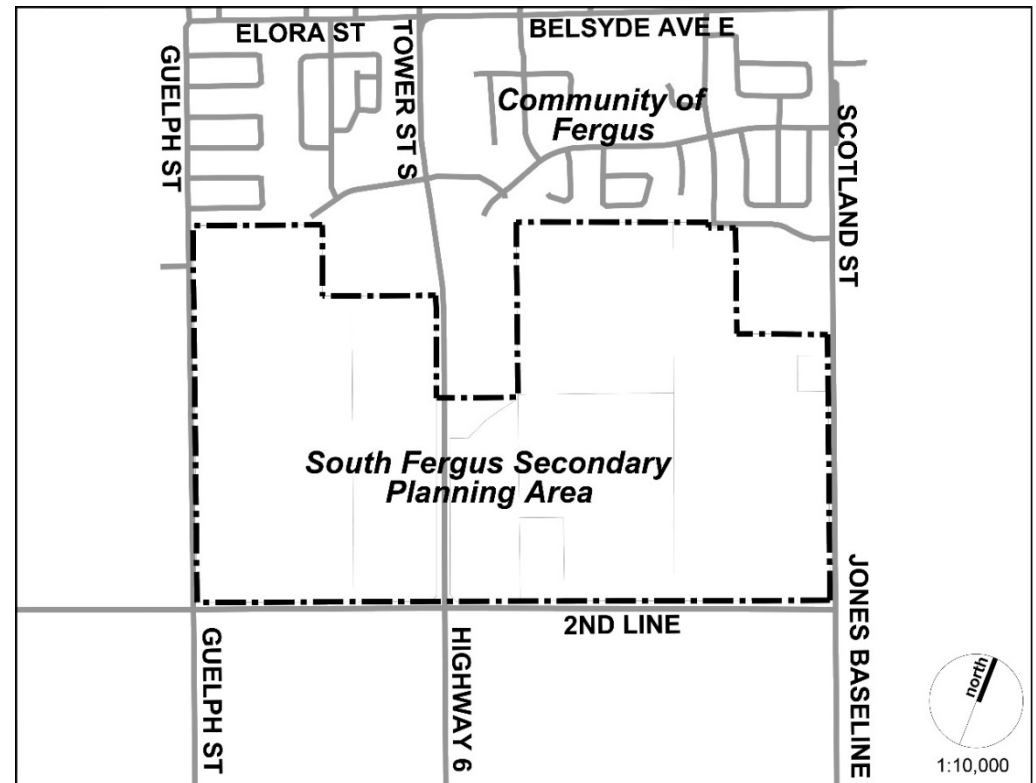 ELORA ST
BELSYDE AVE E
GUELPH ST
TOWER ST S
Community of
Fergus
SCOTLAND ST
South Fergus Secondary
Planning Area
2ND LINE
GUELPH ST
HIGHWAY 6
JONES BASELINE
north
1:10,000